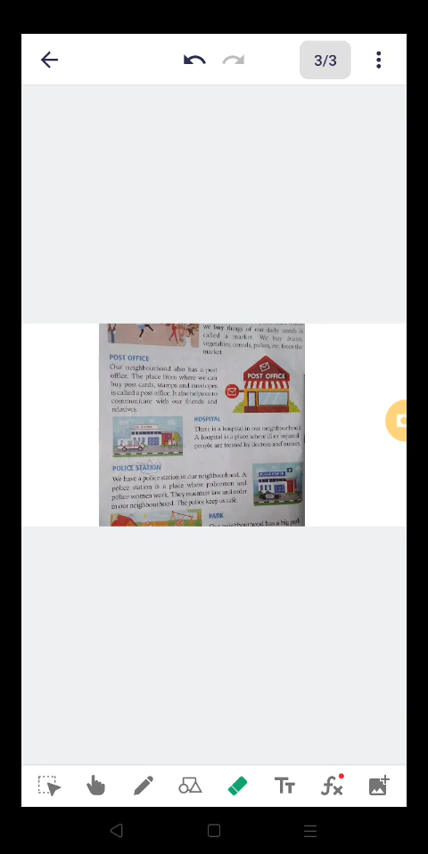 3/3
we buy things of our daily needs is
called a market. We buy fruits,
vegetables, cereals, pulses, etc. from the
market.
POST OFFICE
Our neighbourhood also has a post
office. The place from where we can
buy post cards, stamps and envelopes
is called a post office. It also helps us to
communicate with our friends and
relatives.
POST OFFICE
HOSPITAL
There is a hospital in our neighbourhood.
A hospital is a place where ill or injured
people are treated by doctors and nurses.
POLICE STATION
We have a police station in our neighbourhood. A
police station is a place where policemen and
police women work. They maintain law and order
in our neighbourhood. The police keep us safe.
PARK
Our neighbourhood has a big park
Tт
fx